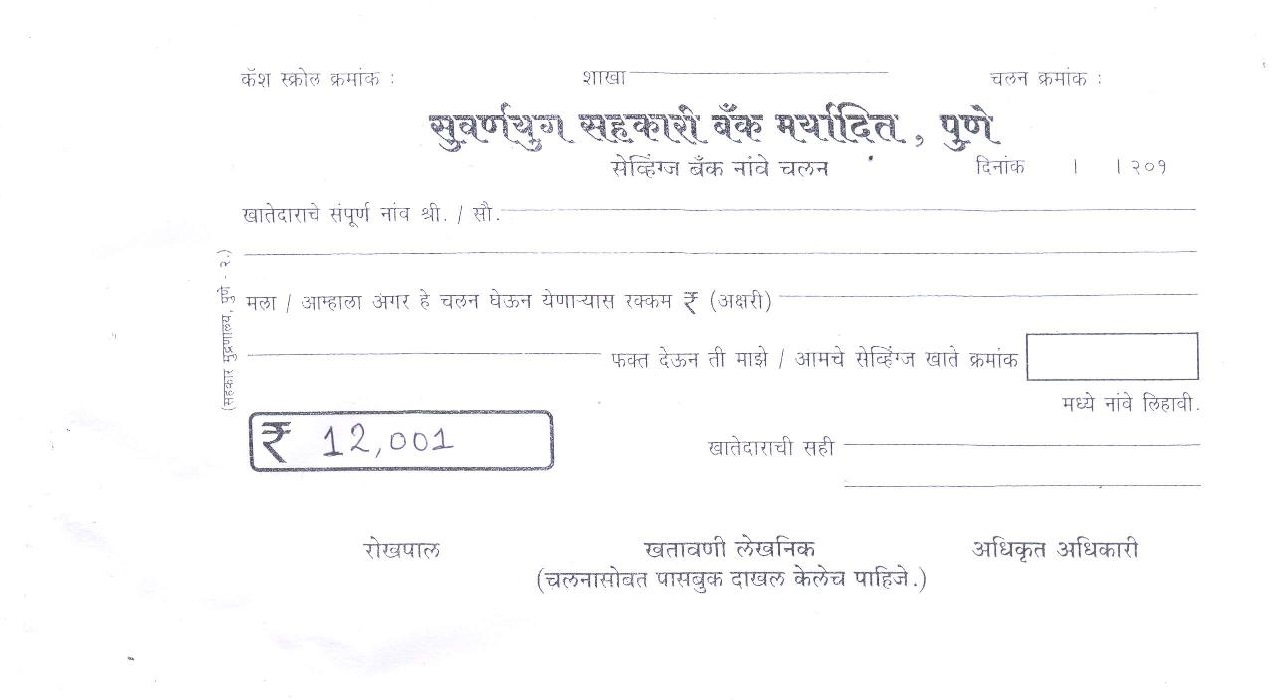 कॅश स्क्रोल क्रमांक : शाखा चलन क्रमांक :
सुवर्णयुग सहकारी बँक मर्यादित, पुणे
सेव्हिंग्ज बँक नांवे चलन दिनांक । । २०१
खातेदाराचे संपूर्ण नांव श्री. / सौ.
मला / आम्हाला अगर हे चलन घेऊन येणाऱ्यास रक्कम ₹ (अक्षरी)
फक्त देऊन ती माझे / आमचे सेव्हिंग्ज खाते क्रमांक
मध्ये नांवे लिहावी.
₹ 12,001 खातेदाराची सही
रोखपाल खतावणी लेखनिक अधिकृत अधिकारी
(चलनासोबत पासबुक दाखल केलेच पाहिजे.)
(सहकार मुद्रणालय, पुणे - २.)